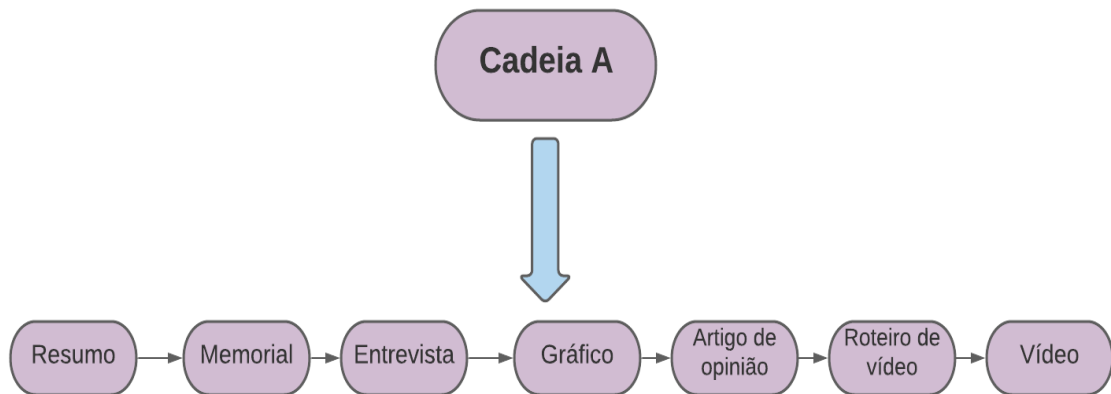 Cadeia A
Resumo
Memorial
Entrevista
Gráfico
Artigo de
opinião
Roteiro de
vídeo
Vídeo